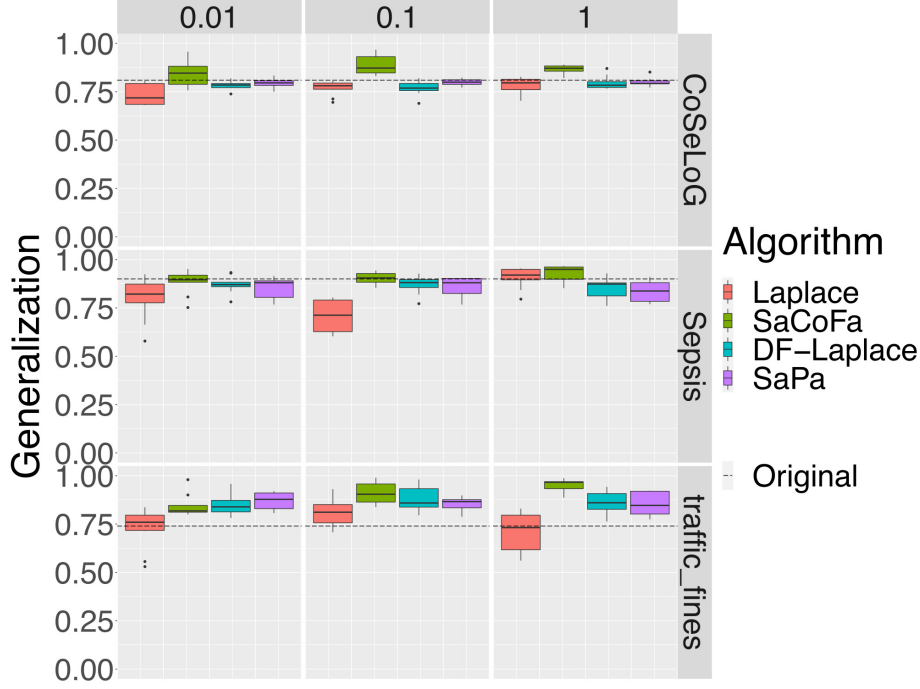 0.01 0.1 1
1.00
0.75
0.50
0.25
0.00
CoSeLoG
1.00
0.75
0.50
0.25
0.00
Sepsis
1.00
0.75
0.50
0.25
0.00
traffic_fines
Generalization
Algorithm
Laplace
SaCoFa
DF-Laplace
SaPa
Original